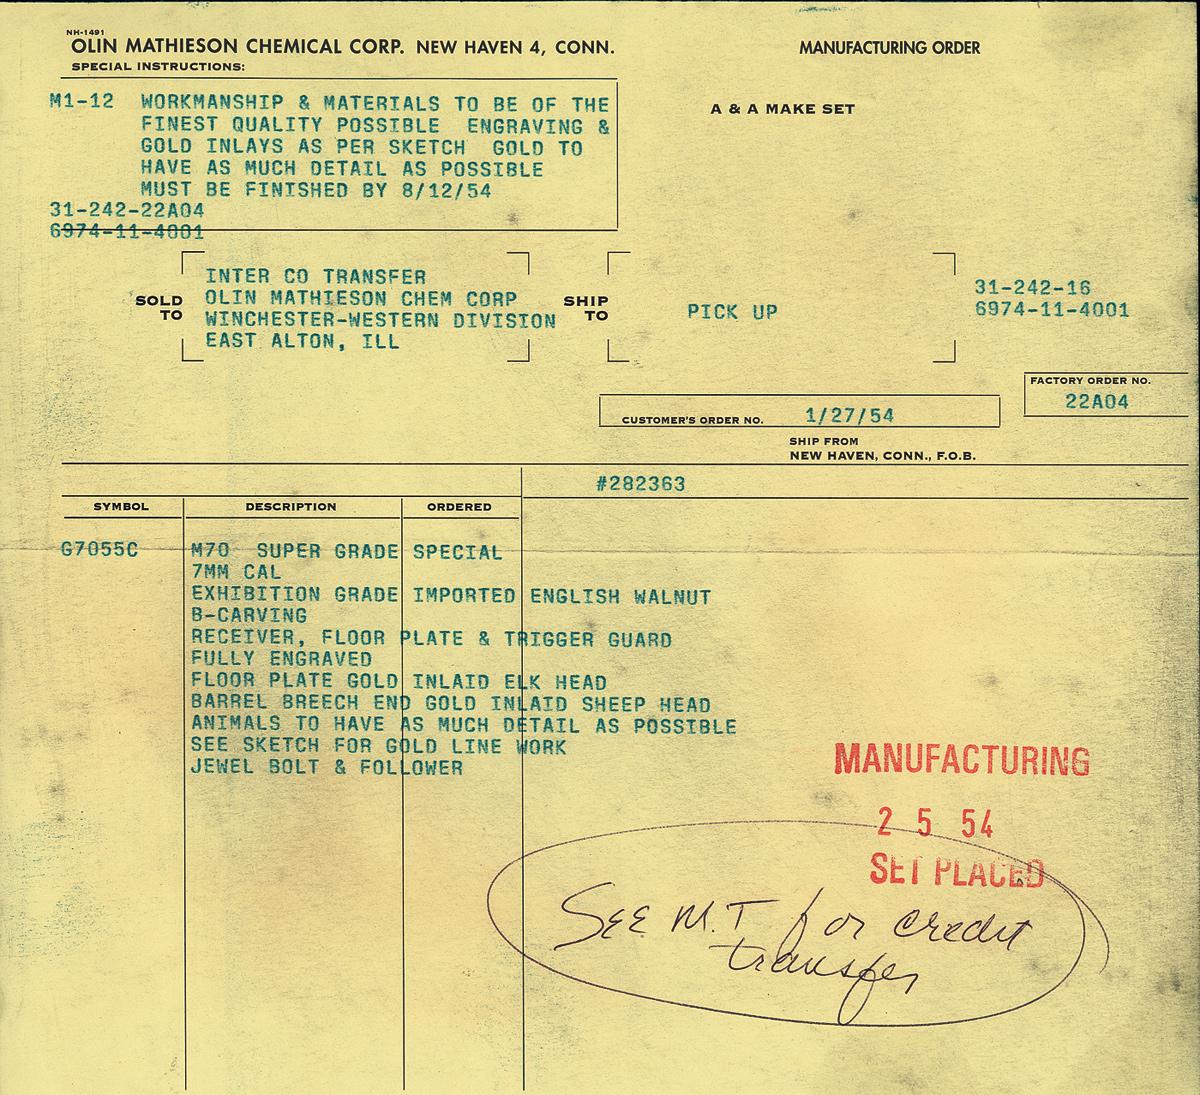 NH-1491
OLIN MATHIESON CHEMICAL CORP. NEW HAVEN 4, CONN.
MANUFACTURING ORDER
SPECIAL INSTRUCTIONS:
A & A MAKE SET
M1-12 WORKMANSHIP & MATERIALS TO BE OF THE
FINEST QUALITY POSSIBLE ENGRAVING &
GOLD INLAYS AS PER SKETCH GOLD TO
HAVE AS MUCH DETAIL AS POSSIBLE
MUST BE FINISHED BY 8/12/54
31-242-22A04
6974-11-4001
SOLD TO
INTER CO TRANSFER
OLIN MATHIESON CHEM CORP
WINCHESTER-WESTERN DIVISION
EAST ALTON, ILL
SHIP TO
PICK UP
31-242-16
6974-11-4001
FACTORY ORDER NO.
22A04
CUSTOMER'S ORDER NO. 1/27/54
SHIP FROM
NEW HAVEN, CONN., F.O.B.
#282363
SYMBOL DESCRIPTION ORDERED
G7055C M70 SUPER GRADE SPECIAL
7MM CAL
EXHIBITION GRADE IMPORTED ENGLISH WALNUT
B-CARVING
RECEIVER, FLOOR PLATE & TRIGGER GUARD
FULLY ENGRAVED
FLOOR PLATE GOLD INLAID ELK HEAD
BARREL BREECH END GOLD INLAID SHEEP HEAD
ANIMALS TO HAVE AS MUCH DETAIL AS POSSIBLE
SEE SKETCH FOR GOLD LINE WORK
JEWEL BOLT & FOLLOWER
MANUFACTURING
2 5 54
SET PLACED
SEE M.T for credit
transfer